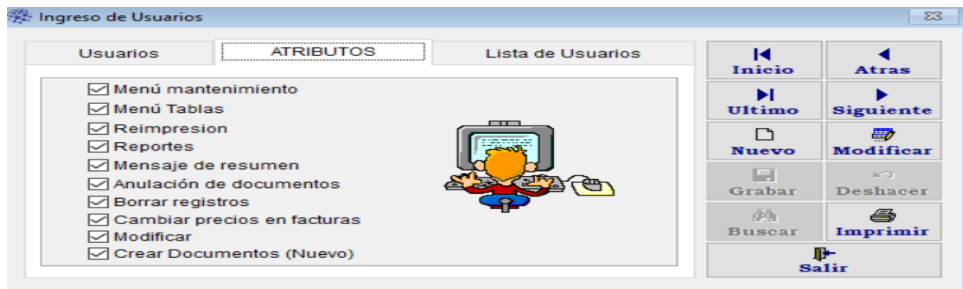 Ingreso de Usuarios
Usuarios
ATRIBUTOS
Lista de Usuarios
Menú mantenimiento
Menú Tablas
Reimpresion
Reportes
Mensaje de resumen
Anulación de documentos
Borrar registros
Cambiar precios en facturas
Modificar
Crear Documentos (Nuevo)
Inicio
Atras
Ultimo
Siguiente
Nuevo
Modificar
Grabar
Deshacer
Buscar
Imprimir
Salir